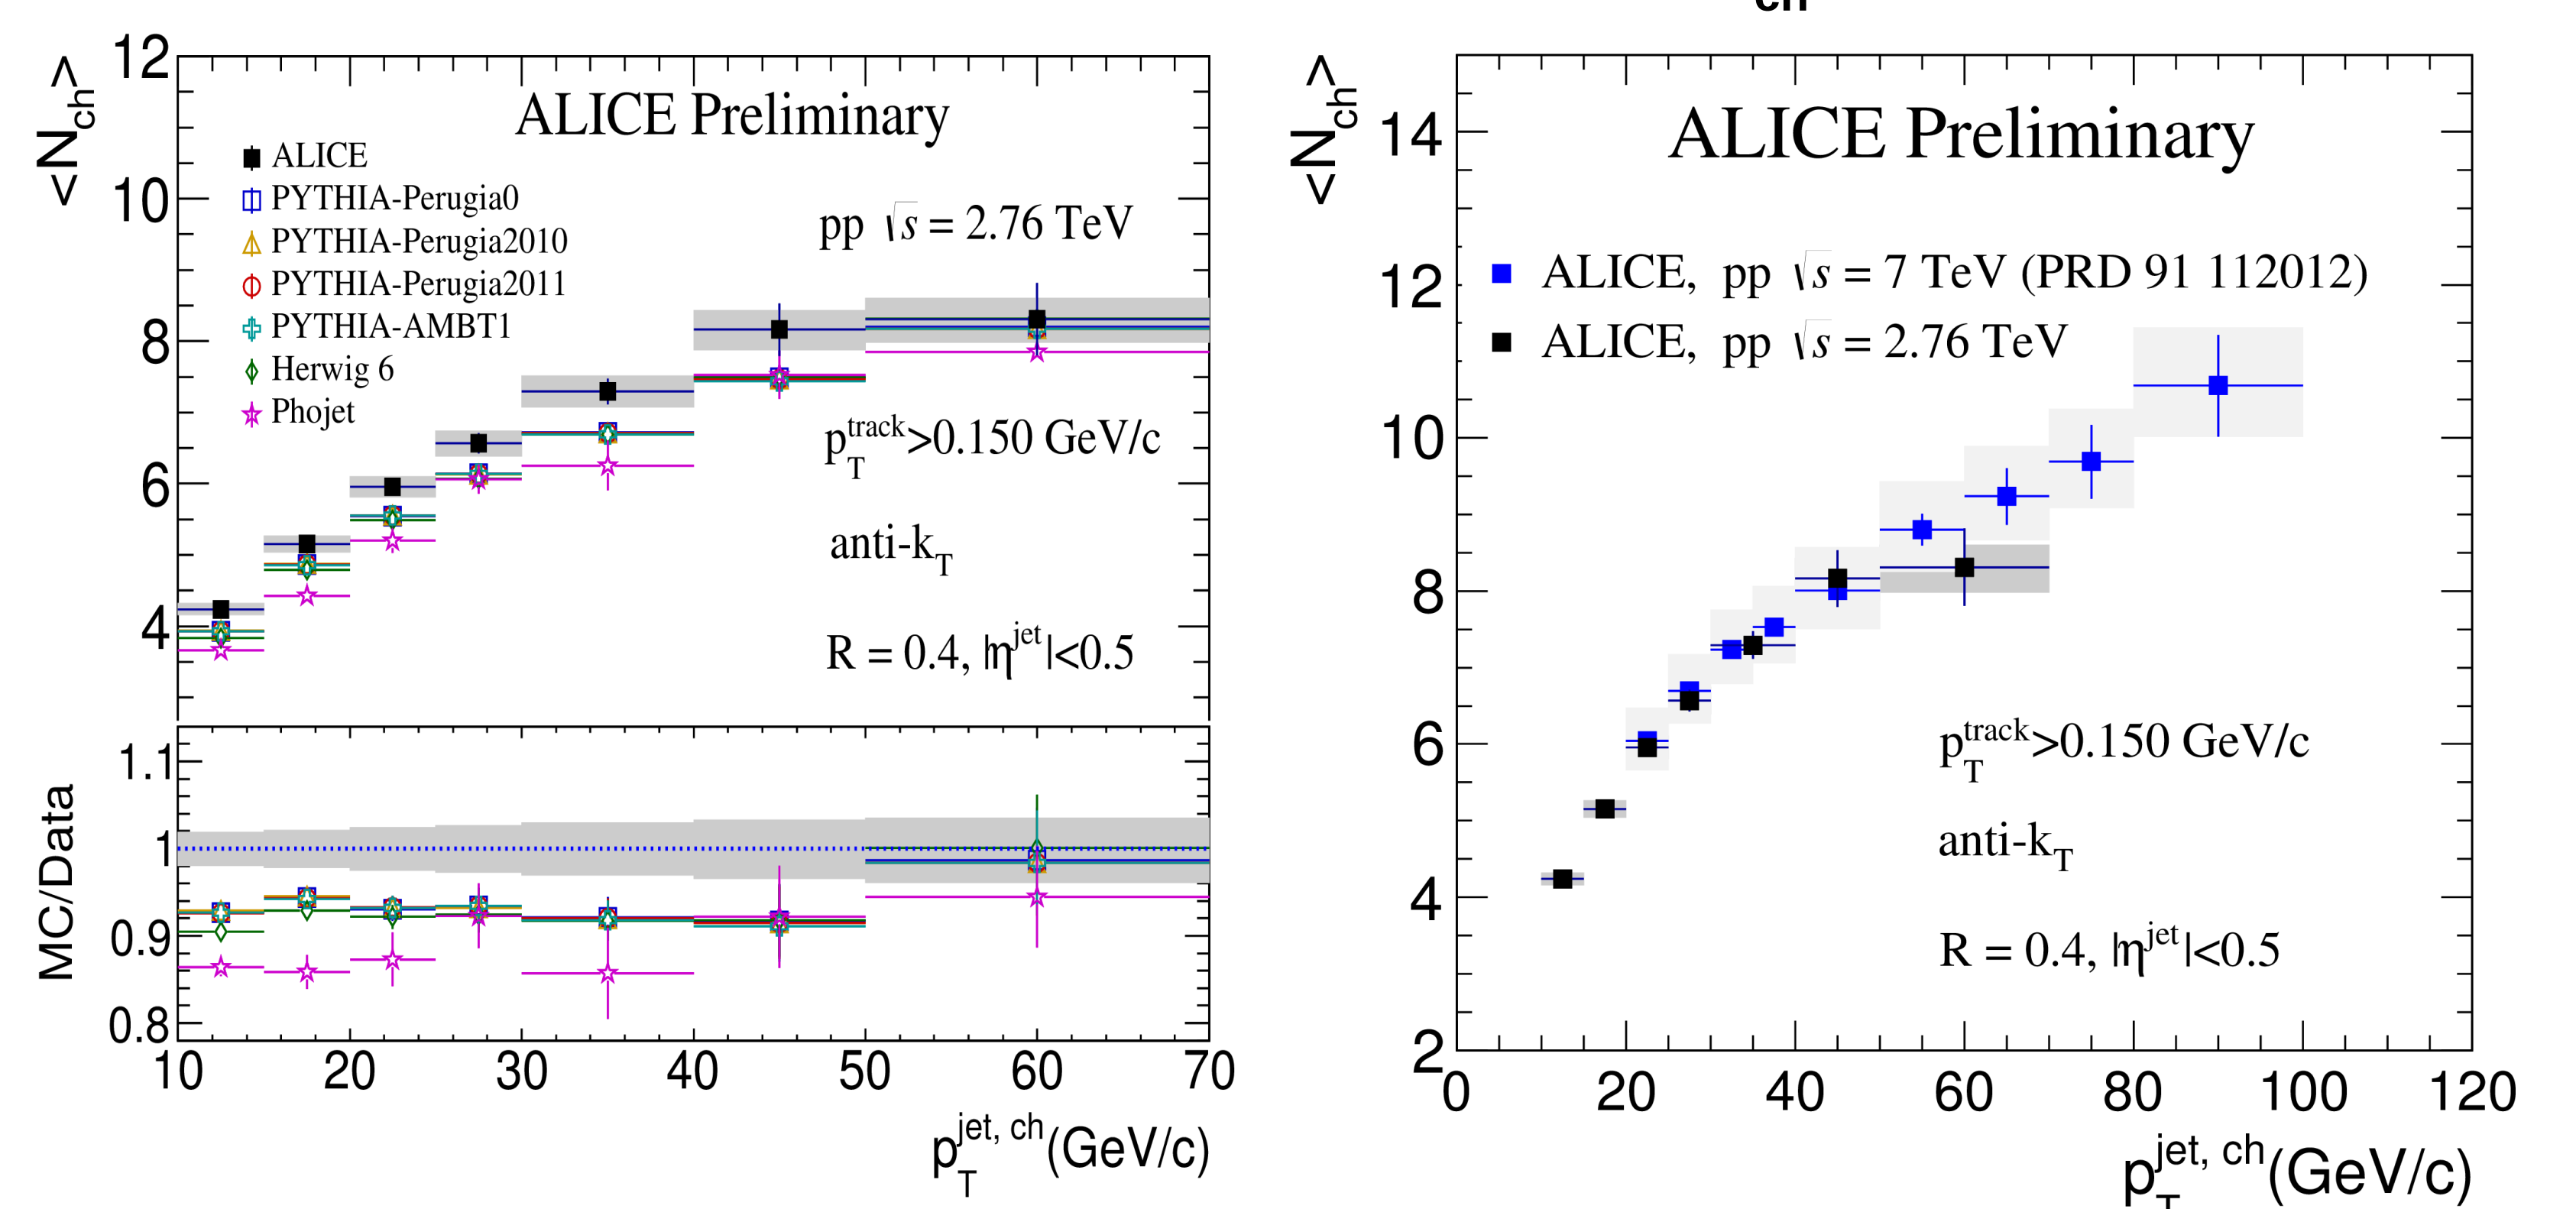 ch
12
10
8
6
4
<N_ch>
ALICE Preliminary
ALICE
PYTHIA-Perugia0
PYTHIA-Perugia2010
PYTHIA-Perugia2011
PYTHIA-AMBT1
Herwig 6
Phojet
pp √s = 2.76 TeV
p_T^track>0.150 GeV/c
anti-k_T
R = 0.4, |η^jet|<0.5
1.1
1
0.9
0.8
MC/Data
10 20 30 40 50 60 70
p_T^jet, ch(GeV/c)
14
12
10
8
6
4
2
<N_ch>
ALICE Preliminary
ALICE, pp √s = 7 TeV (PRD 91 112012)
ALICE, pp √s = 2.76 TeV
p_T^track>0.150 GeV/c
anti-k_T
R = 0.4, |η^jet|<0.5
0 20 40 60 80 100 120
p_T^jet, ch(GeV/c)